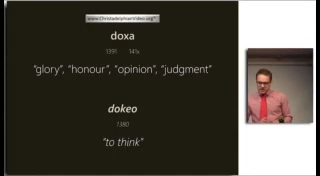 www.ChristadelphianVideo.org
doxa
1391 141x
"glory", "honour", "opinion", "judgment"
dokeo
1380
"to think"